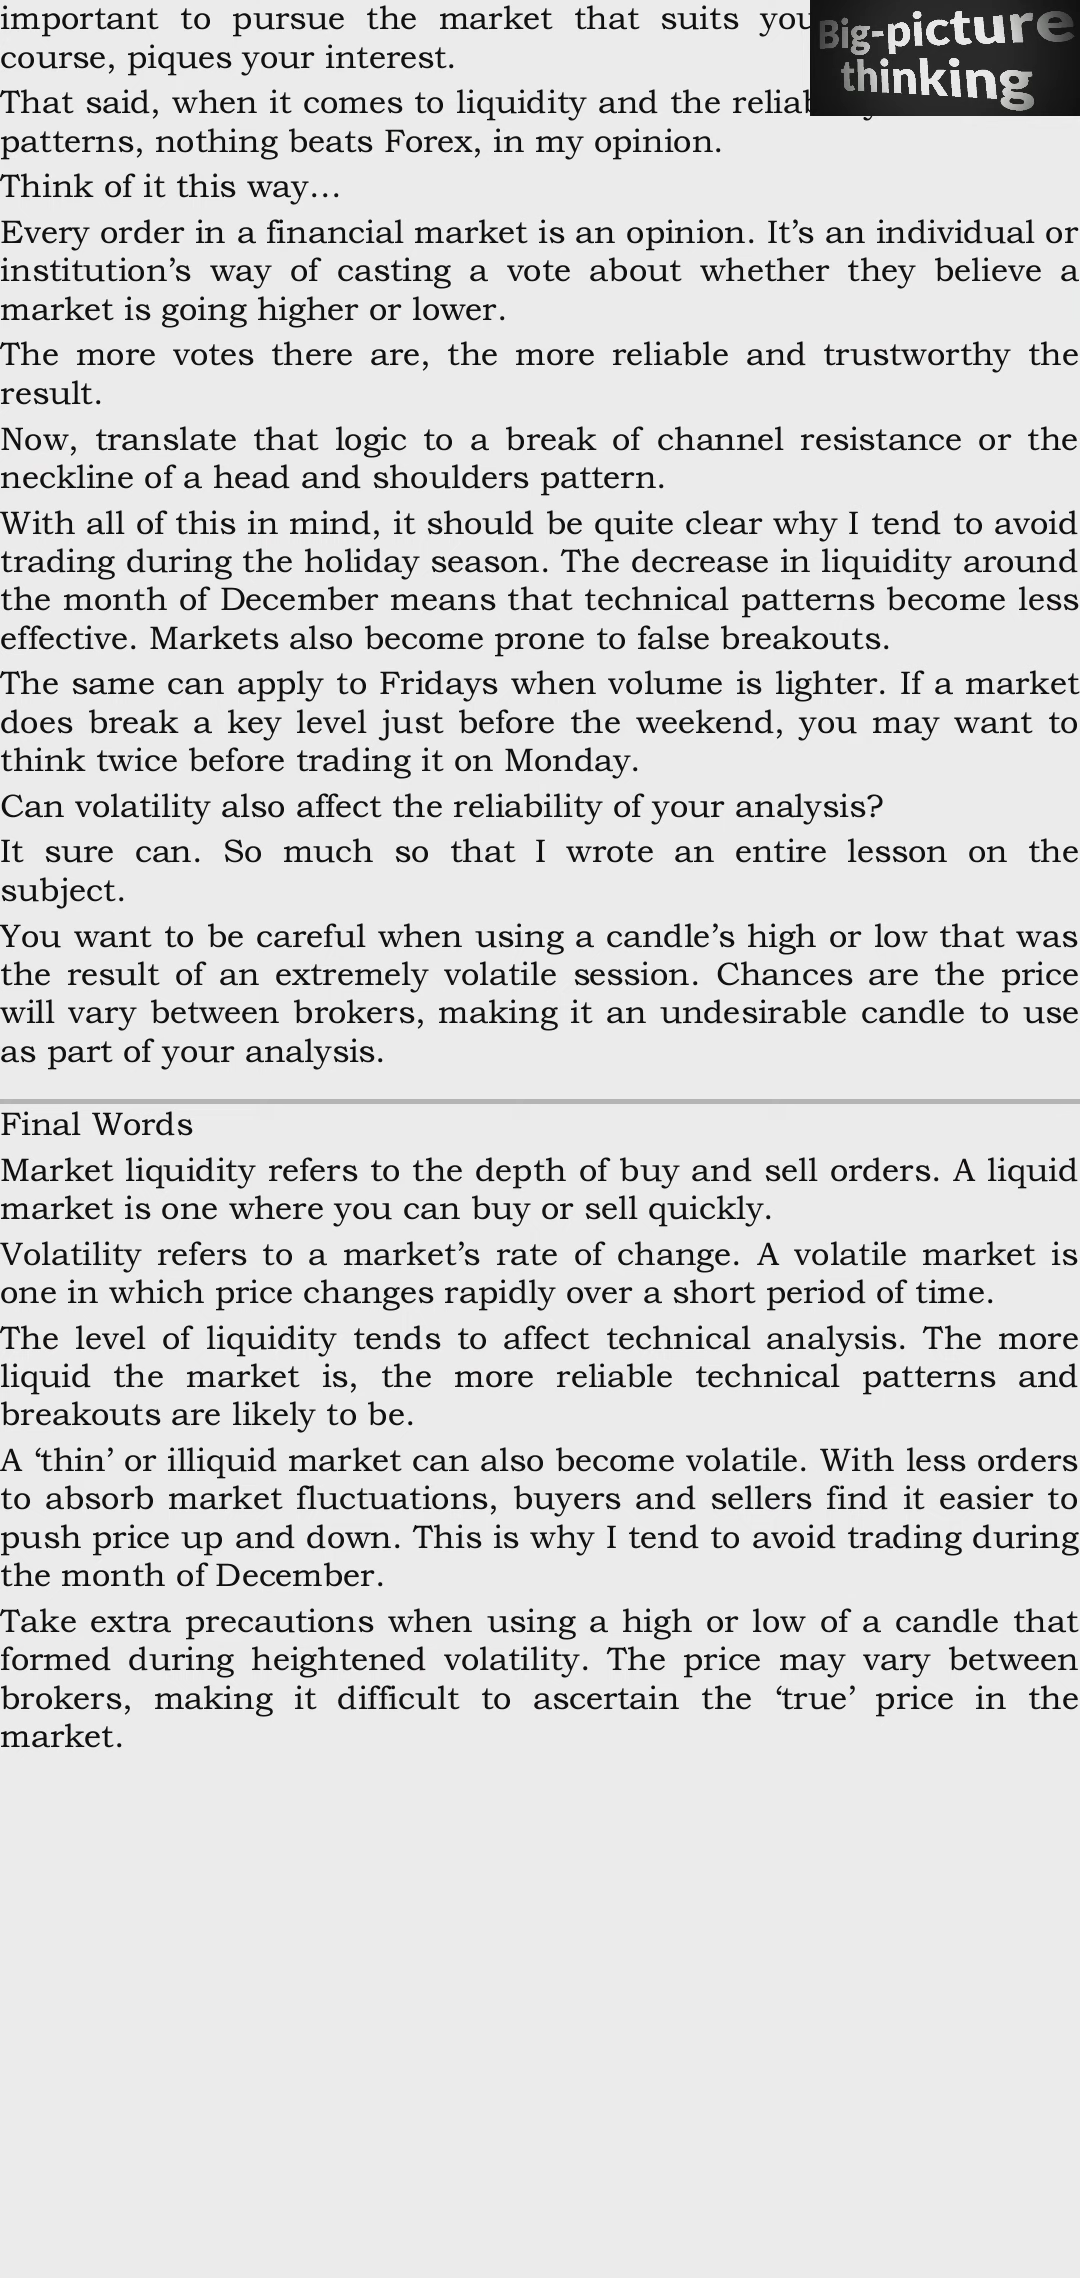 important to pursue the market that suits you
course, piques your interest.
That said, when it comes to liquidity and the
patterns, nothing beats Forex, in my opinion.
Think of it this way…
Every order in a financial market is an opinion. It’s an individual or
institution’s way of casting a vote about whether they believe a
market is going higher or lower.
The more votes there are, the more reliable and trustworthy the
result.
Now, translate that logic to a break of channel resistance or the
neckline of a head and shoulders pattern.
With all of this in mind, it should be quite clear why I tend to avoid
trading during the holiday season. The decrease in liquidity around
the month of December means that technical patterns become less
effective. Markets also become prone to false breakouts.
The same can apply to Fridays when volume is lighter. If a market
does break a key level just before the weekend, you may want to
think twice before trading it on Monday.
Can volatility also affect the reliability of your analysis?
It sure can. So much so that I wrote an entire lesson on the
subject.
You want to be careful when using a candle’s high or low that was
the result of an extremely volatile session. Chances are the price
will vary between brokers, making it an undesirable candle to use
as part of your analysis.
Final Words
Market liquidity refers to the depth of buy and sell orders. A liquid
market is one where you can buy or sell quickly.
Volatility refers to a market’s rate of change. A volatile market is
one in which price changes rapidly over a short period of time.
The level of liquidity tends to affect technical analysis. The more
liquid the market is, the more reliable technical patterns and
breakouts are likely to be.
A ‘thin’ or illiquid market can also become volatile. With less orders
to absorb market fluctuations, buyers and sellers find it easier to
push price up and down. This is why I tend to avoid trading during
the month of December.
Take extra precautions when using a high or low of a candle that
formed during heightened volatility. The price may vary between
brokers, making it difficult to ascertain the ‘true’ price in the
market.
Big-picture
thinking